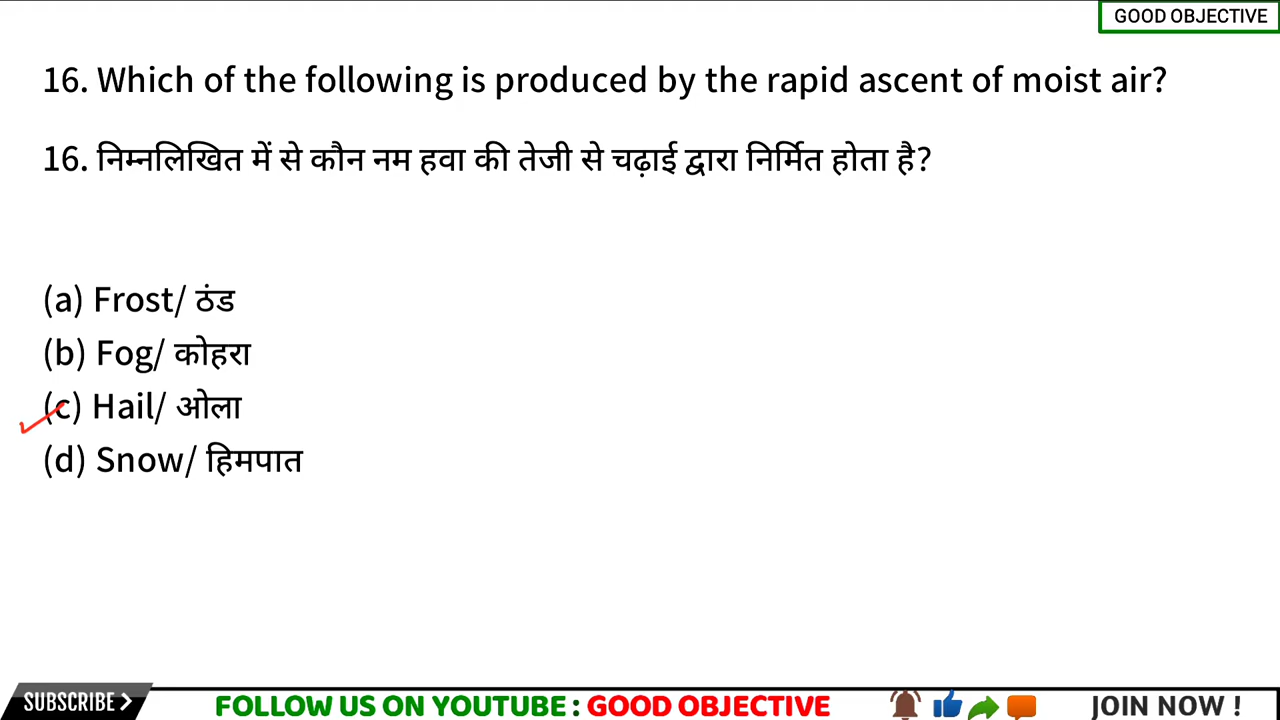 GOOD OBJECTIVE
16. Which of the following is produced by the rapid ascent of moist air?
16. निम्नलिखित में से कौन नम हवा की तेजी से चढ़ाई द्वारा निर्मित होता है?
(a) Frost/ ठंड
(b) Fog/ कोहरा
(c) Hail/ ओला
(d) Snow/ हिमपात
SUBSCRIBE FOLLOW US ON YOUTUBE : GOOD OBJECTIVE JOIN NOW !